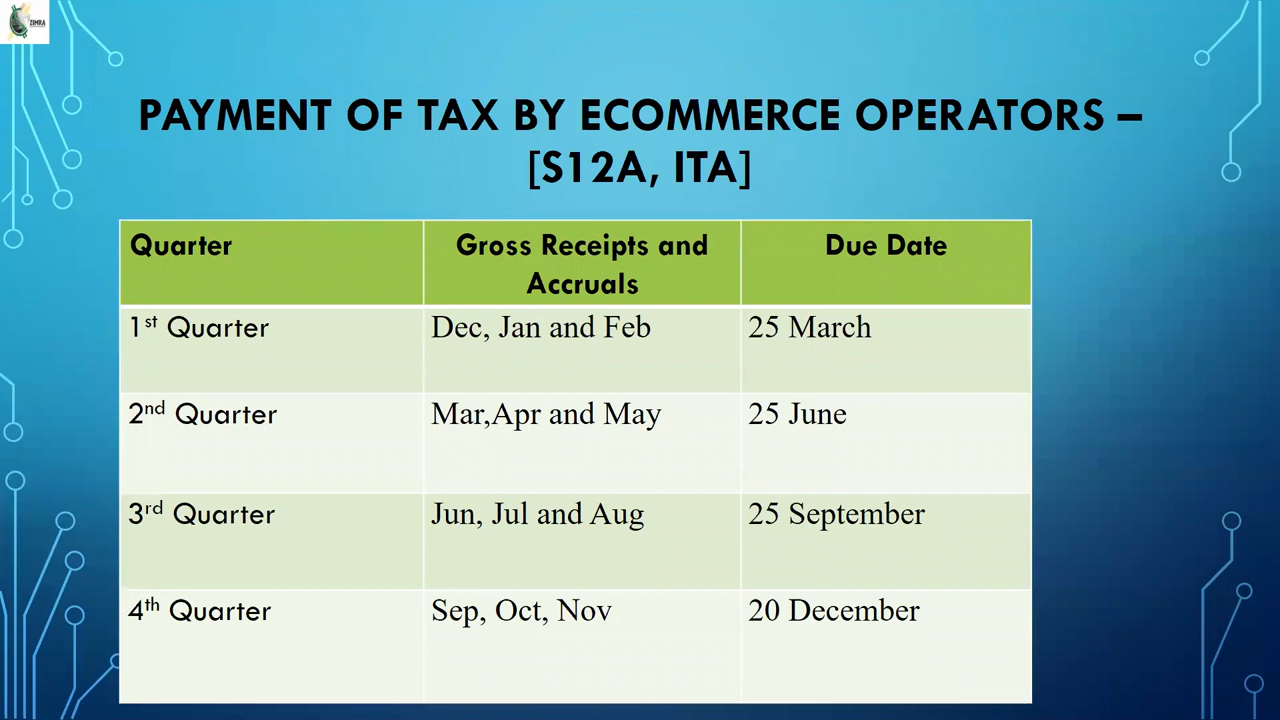 ZIMRA
PAYMENT OF TAX BY ECOMMERCE OPERATORS –
[S12A, ITA]
Quarter
Gross Receipts and
Accruals
Due Date
1st Quarter
Dec, Jan and Feb
25 March
2nd Quarter
Mar,Apr and May
25 June
3rd Quarter
Jun, Jul and Aug
25 September
4th Quarter
Sep, Oct, Nov
20 December